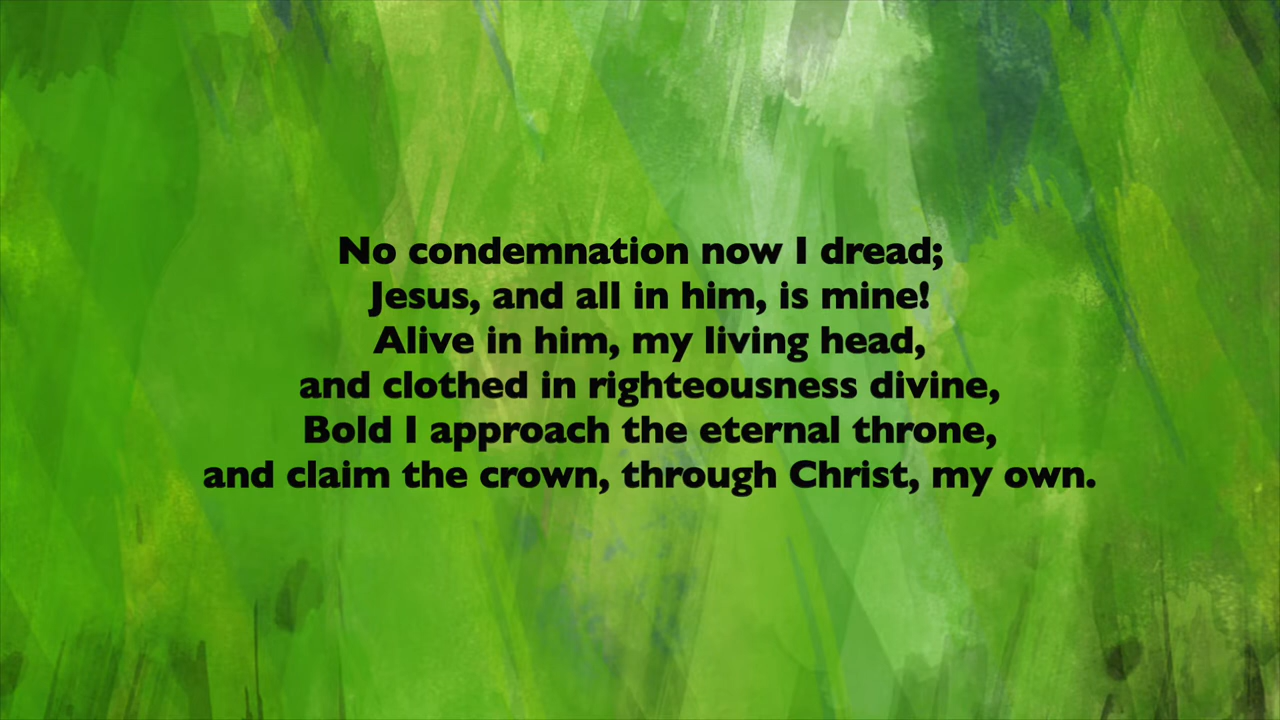 No condemnation now I dread;
Jesus, and all in him, is mine!
Alive in him, my living head,
and clothed in righteousness divine,
Bold I approach the eternal throne,
and claim the crown, through Christ, my own.